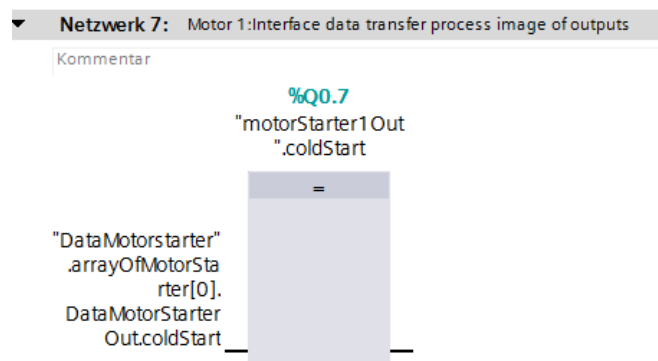 Netzwerk 7: Motor 1:Interface data transfer process image of outputs
Kommentar
%Q0.7
"motorStarter1Out
".coldStart
=
"DataMotorstarter"
.arrayOfMotorSta
rter[0].
DataMotorStarter
Out.coldStart